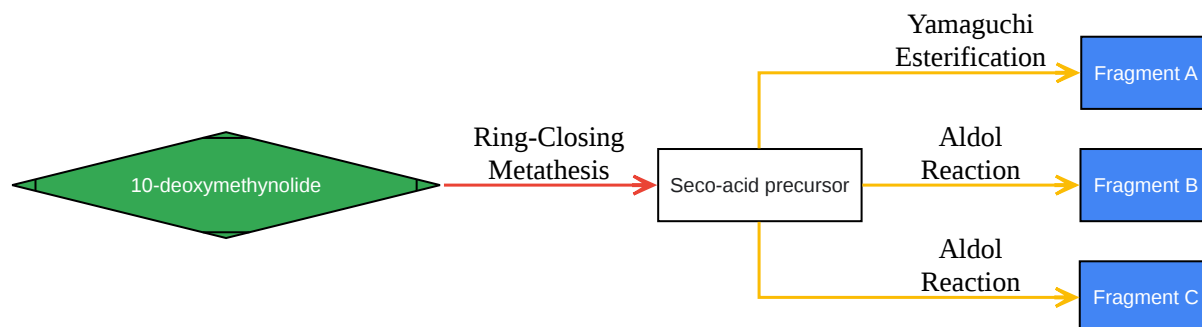 Yamaguchi
Esterification
Fragment A
Ring-Closing
Metathesis
Aldol
Reaction
10-deoxymethynolide
Seco-acid precursor
Fragment B
Aldol
Reaction
Fragment C